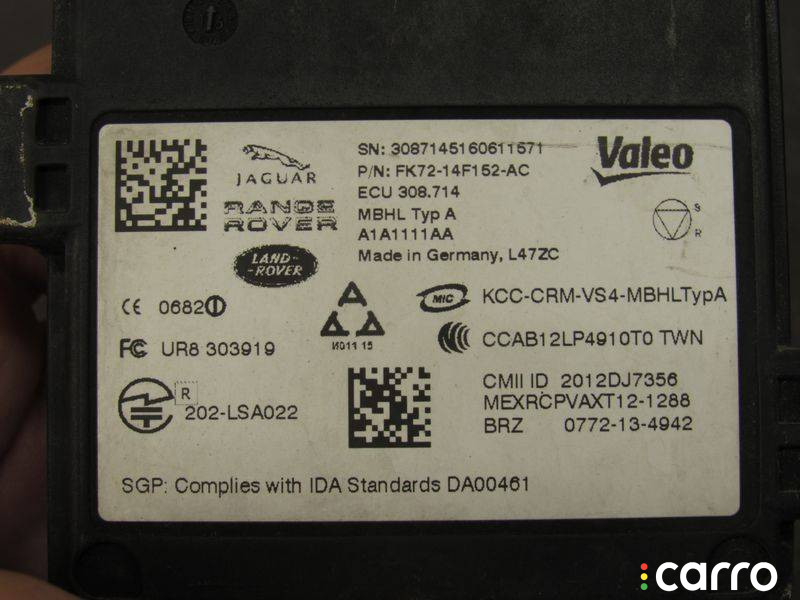 SN: 3087145160611571
P/N: FK72-14F152-AC
ECU 308.714
MBHL Typ A
A1A1111AA
Made in Germany, L47ZC
Valeo
JAGUAR
RANGE
ROVER
LAND-
-ROVER
S
R
CE 0682
MIC KCC-CRM-VS4-MBHLTypA
FC UR8 303919
CCAB12LP4910T0 TWN
R
202-LSA022
CMII ID 2012DJ7356
MEXRCPVAXT12-1288
BRZ 0772-13-4942
SGP: Complies with IDA Standards DA00461
carro